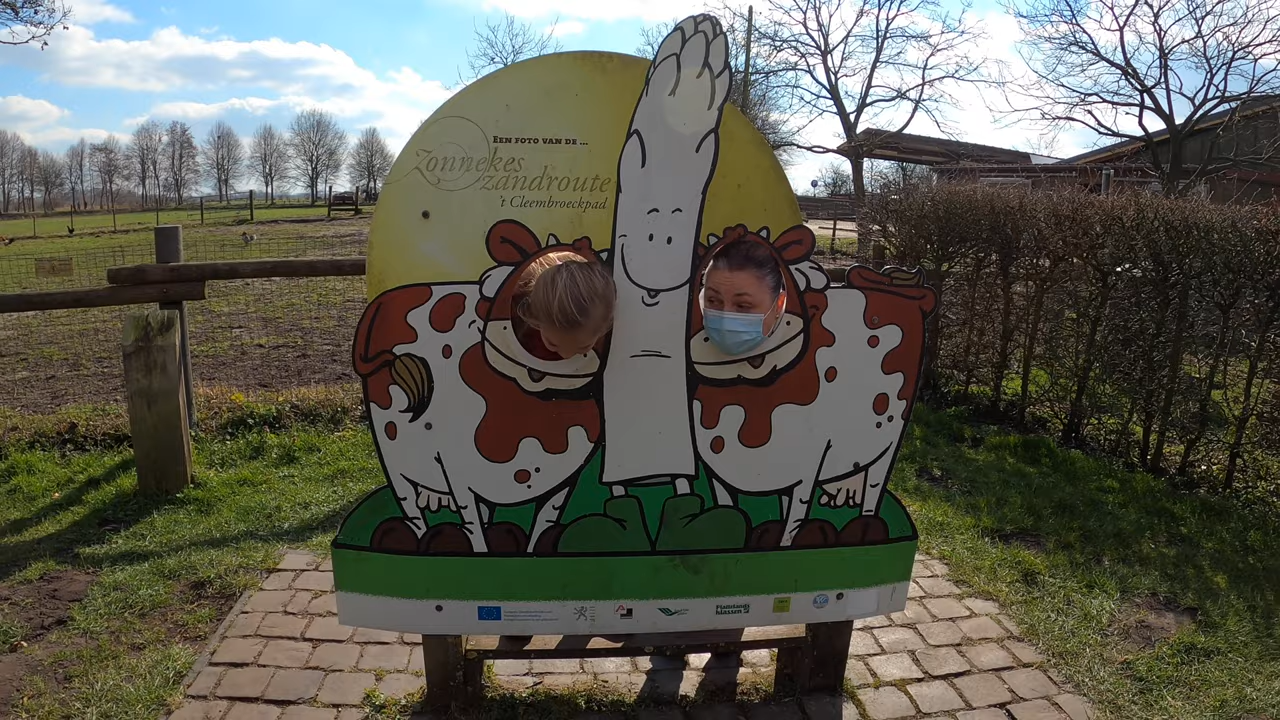 EEN FOTO VAN DE ...
Zonnekes
zandroute
't Cleembroeckpad
Plattelands
klassen